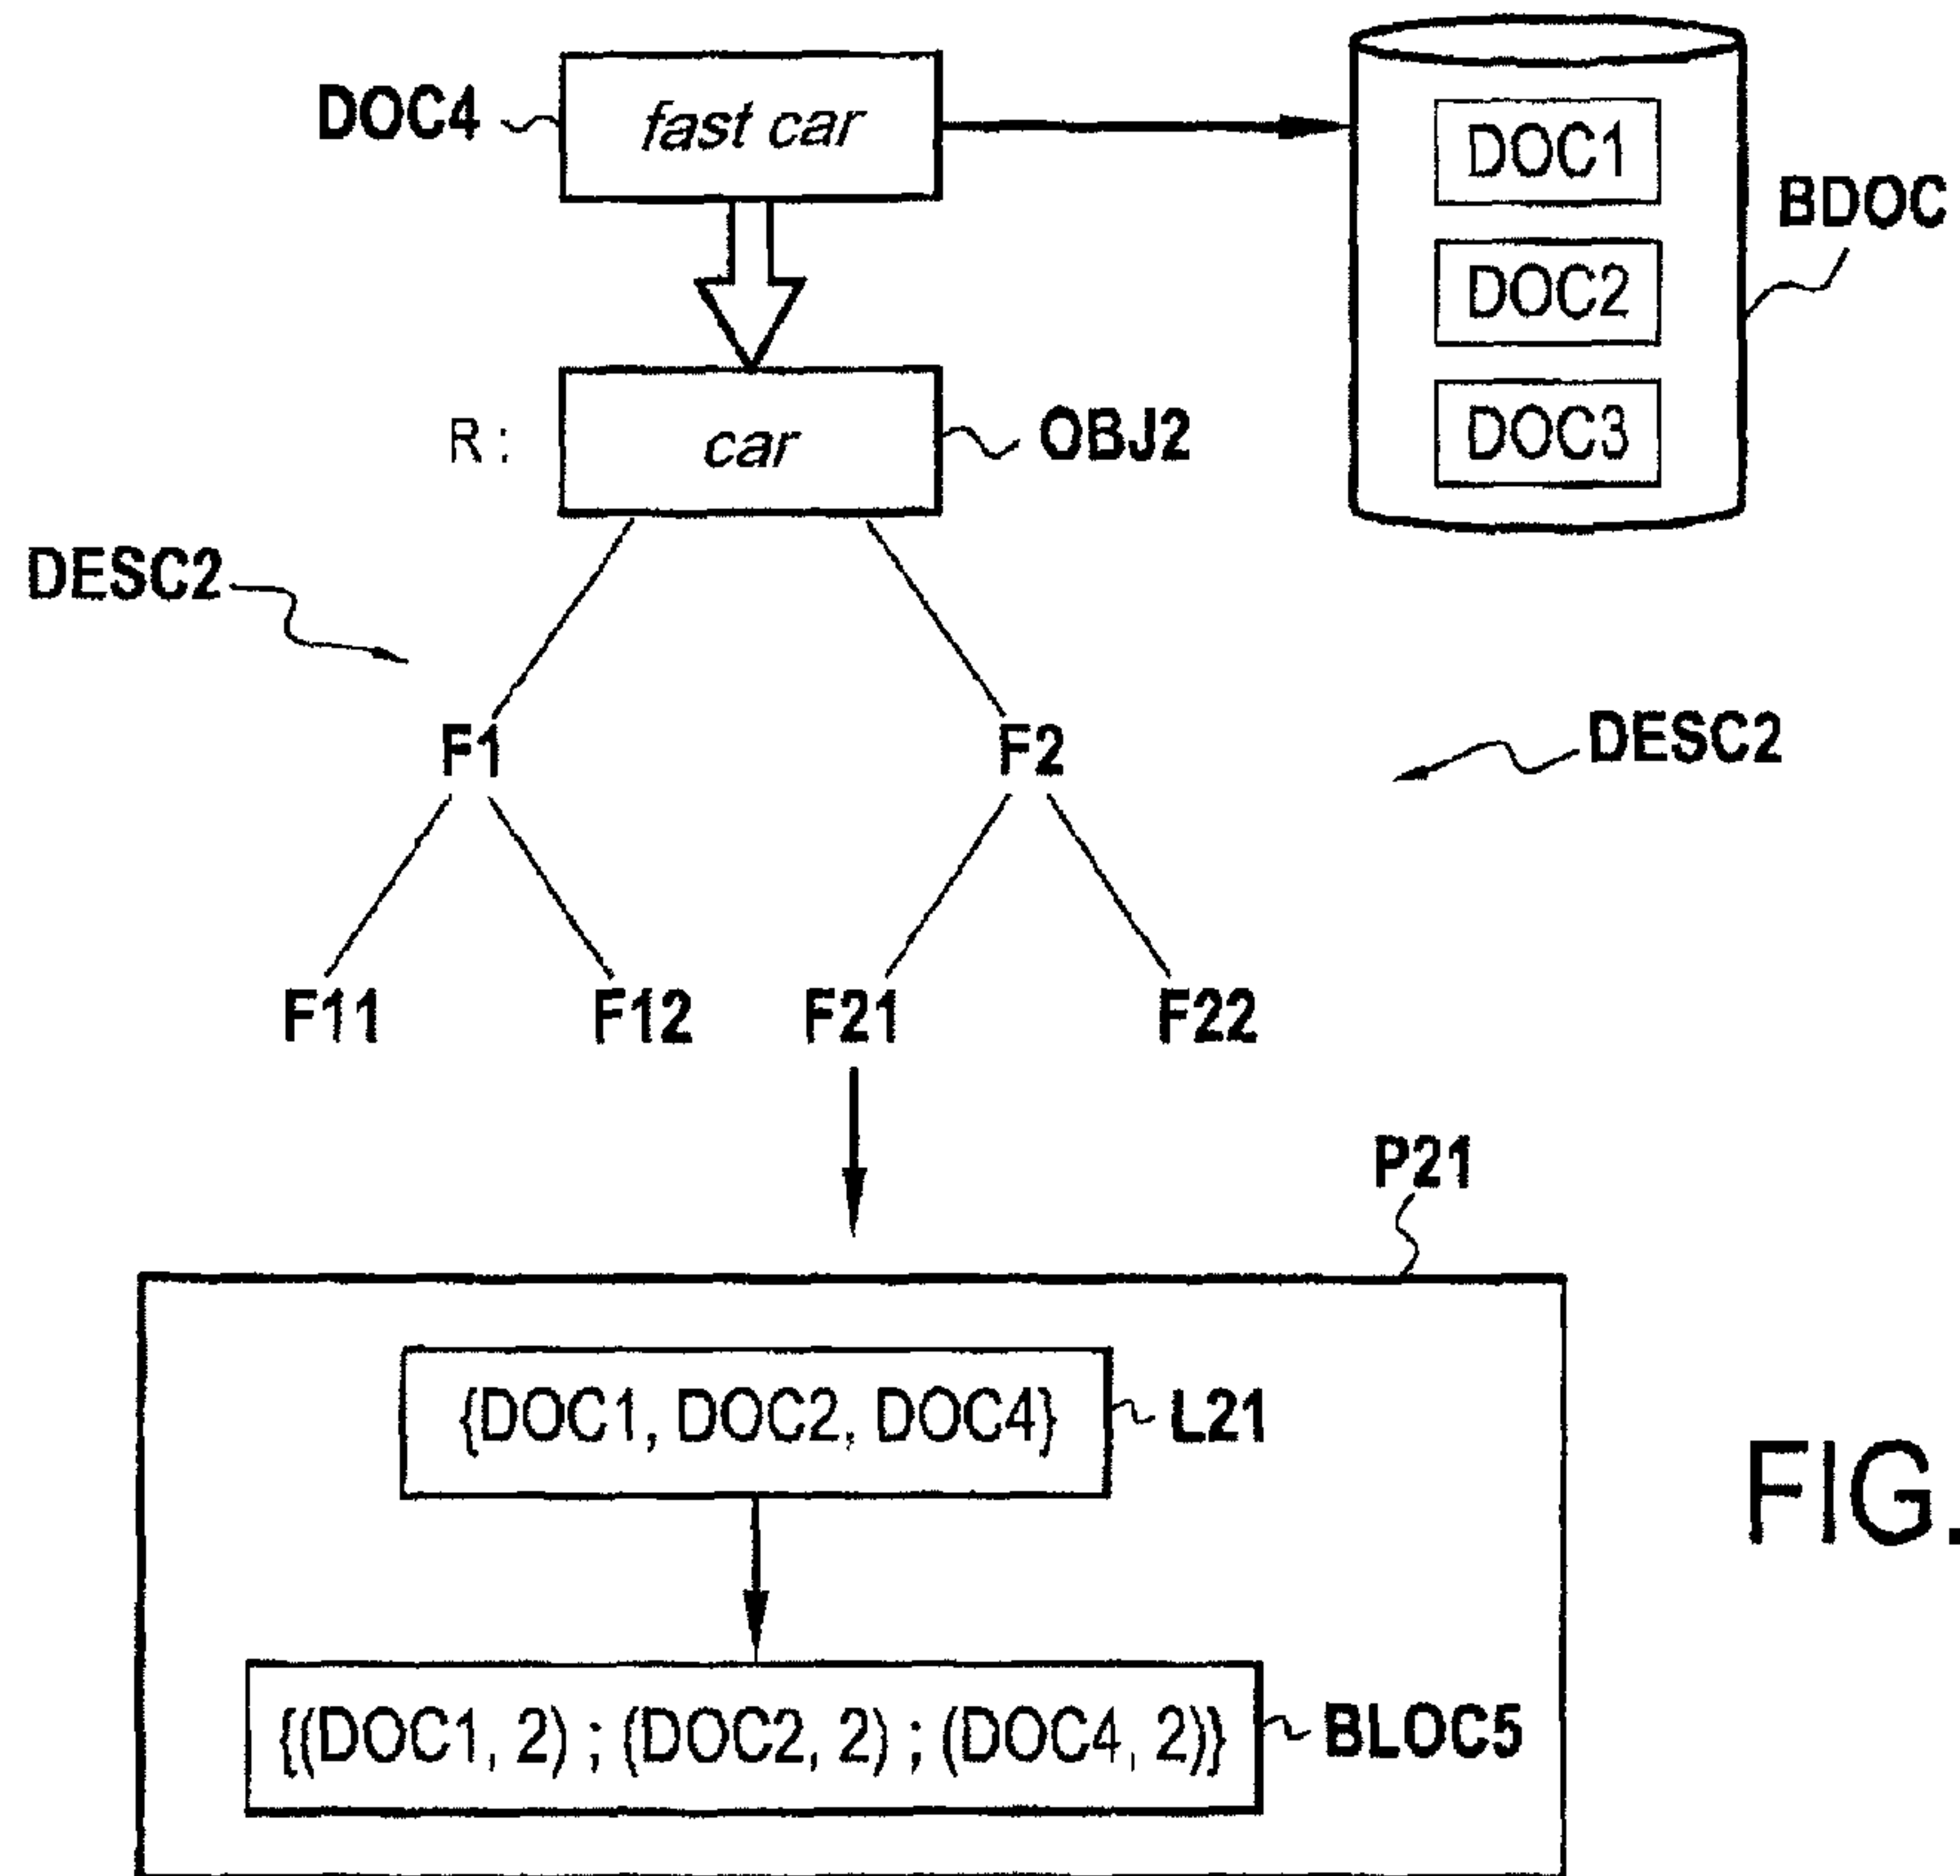 DOC4 fast car
DOC1
BDOC
DOC2
R : car OBJ2
DOC3
DESC2
F1 F2
DESC2
F11 F12 F21 F22
P21
{DOC1, DOC2, DOC4} L21
FIG.
{(DOC1, 2) ; (DOC2, 2) ; (DOC4, 2)} BLOC5